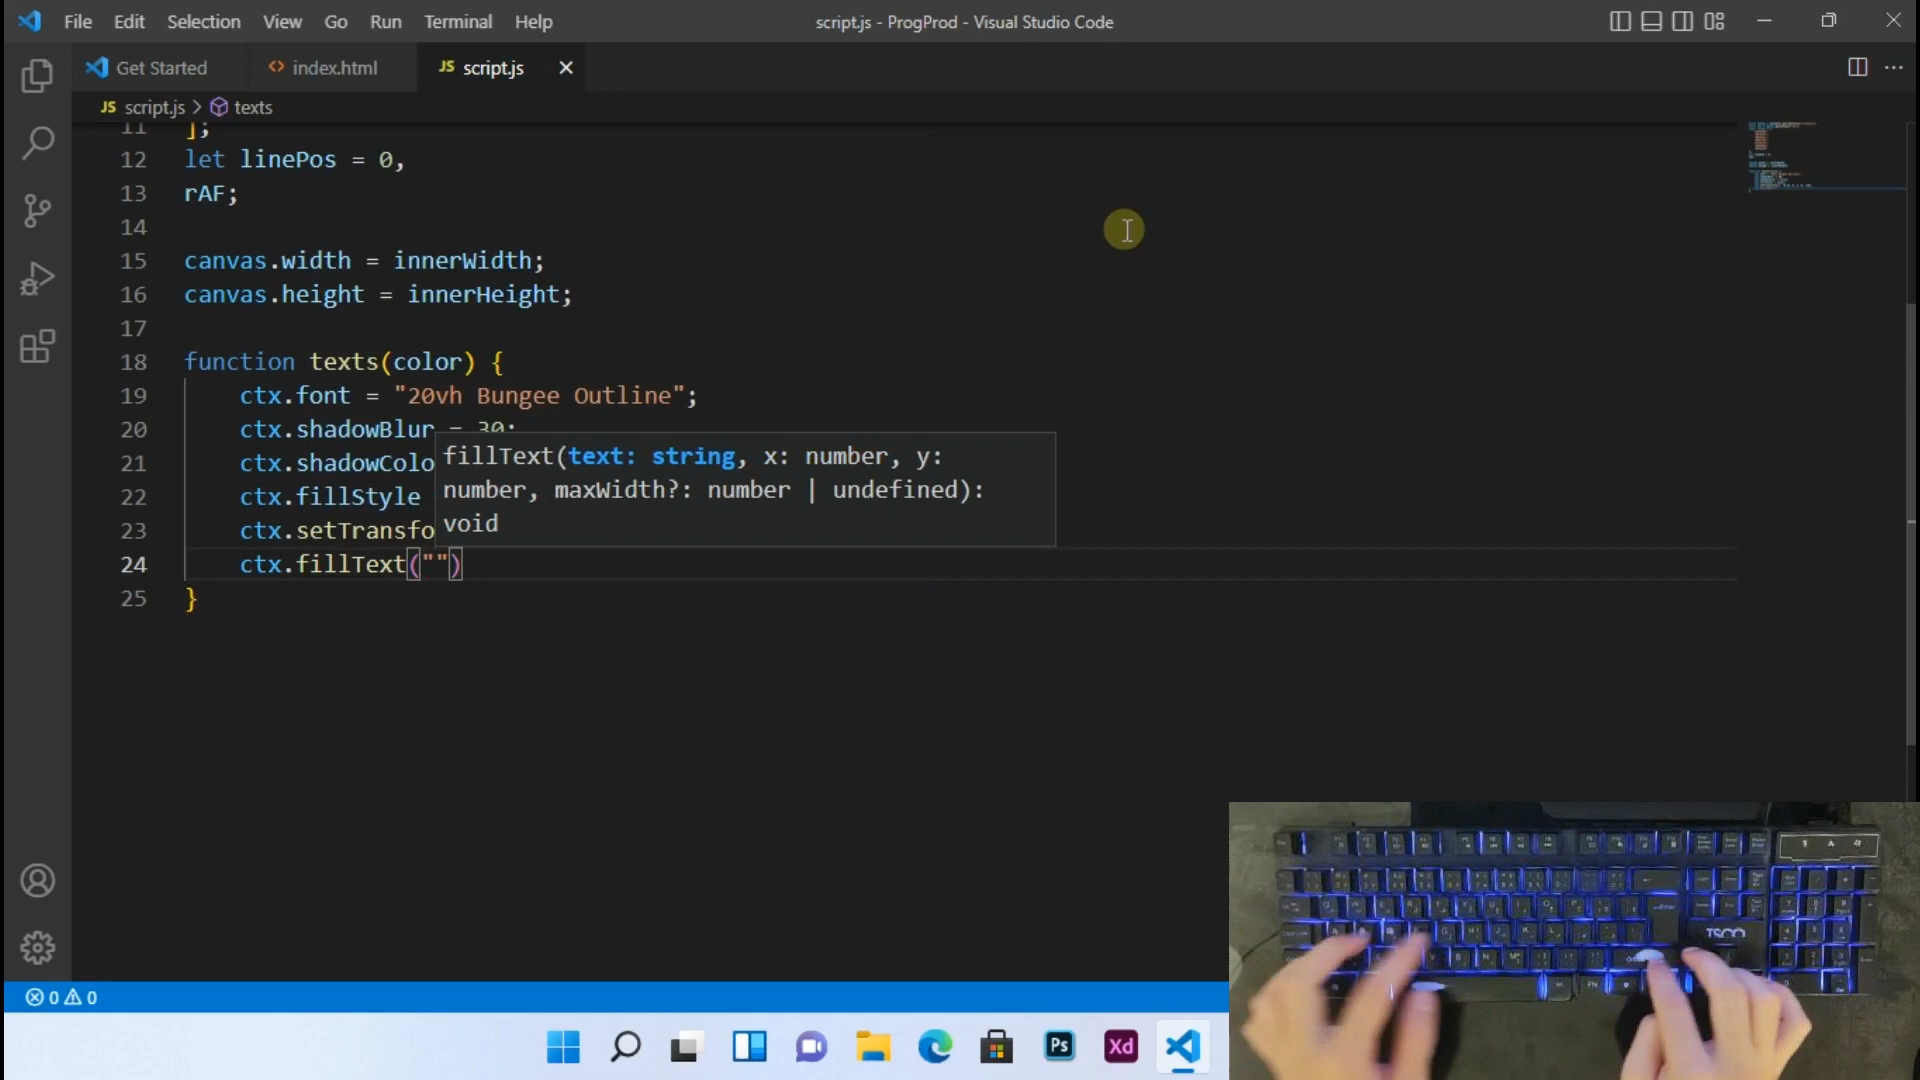 File Edit Selection View Go Run Terminal Help script.js - ProgProd - Visual Studio Code
Get Started index.html JS script.js
JS script.js > texts
11 ];
12 let linePos = 0,
13 rAF;
14
15 canvas.width = innerWidth;
16 canvas.height = innerHeight;
17
18 function texts(color) {
19 ctx.font = "20vh Bungee Outline";
20 ctx.shadowBlur = 30;
21 ctx.shadowColo
22 ctx.fillStyle
23 ctx.setTransfo
fillText(text: string, x: number, y:
number, maxWidth?: number | undefined):
void
24 ctx.fillText("")
25 }
0 0
Ps Xd
TSCO